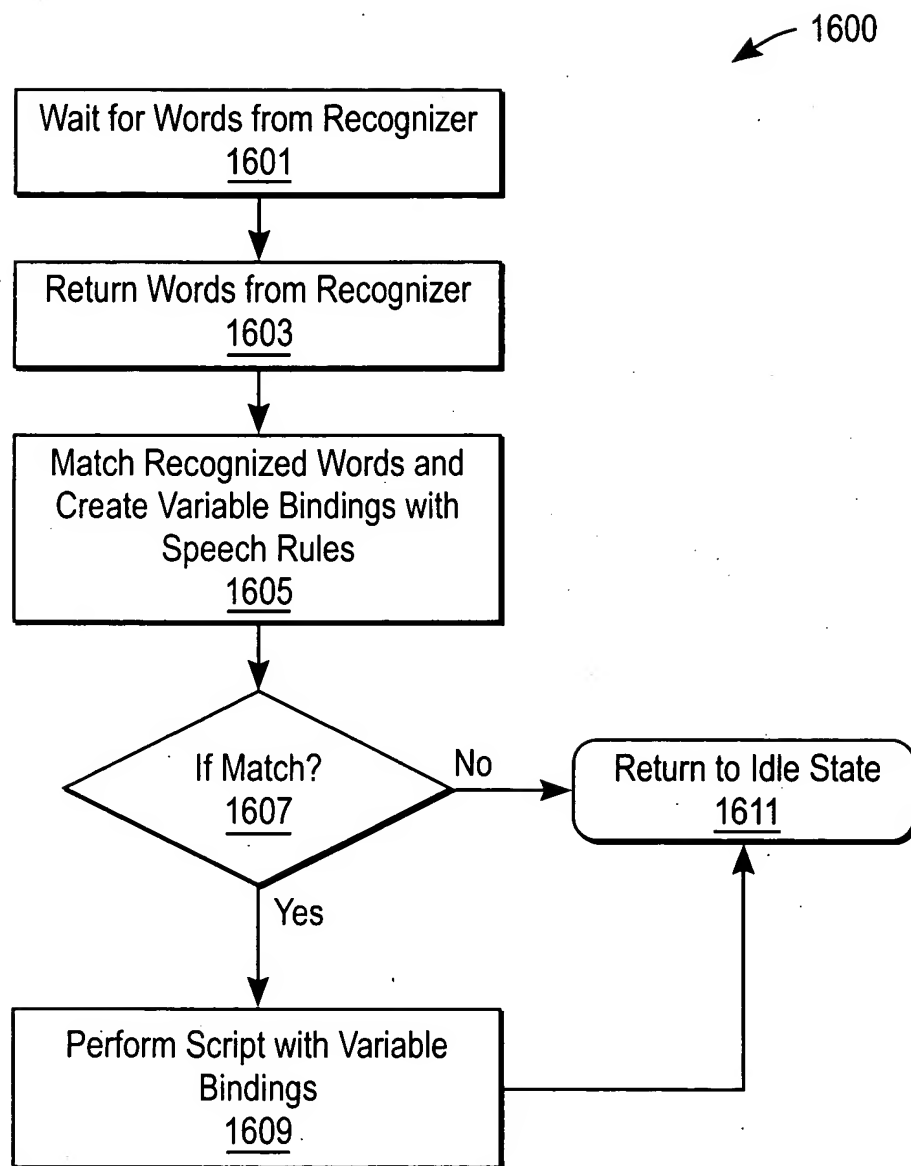 1600
Wait for Words from Recognizer
1601
Return Words from Recognizer
1603
Match Recognized Words and
Create Variable Bindings with
Speech Rules
1605
If Match?
1607
No
Return to Idle State
1611
Yes
Perform Script with Variable
Bindings
1609